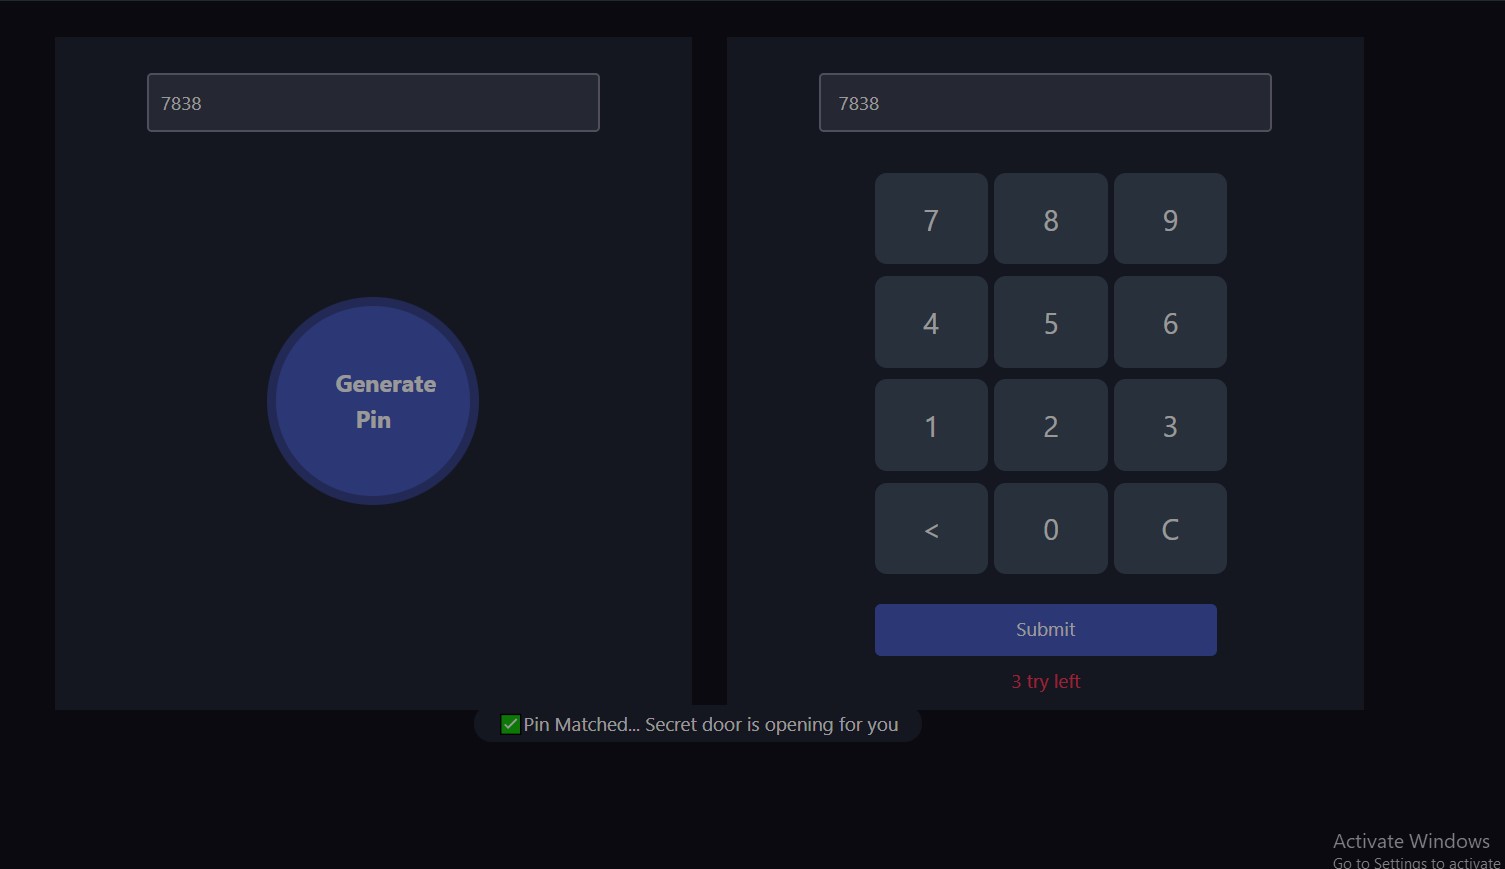 7838
Generate
Pin
7838
7 8 9
4 5 6
1 2 3
< 0 C
Submit
3 try left
✅Pin Matched... Secret door is opening for you
Activate Windows
Go to Settings to activate